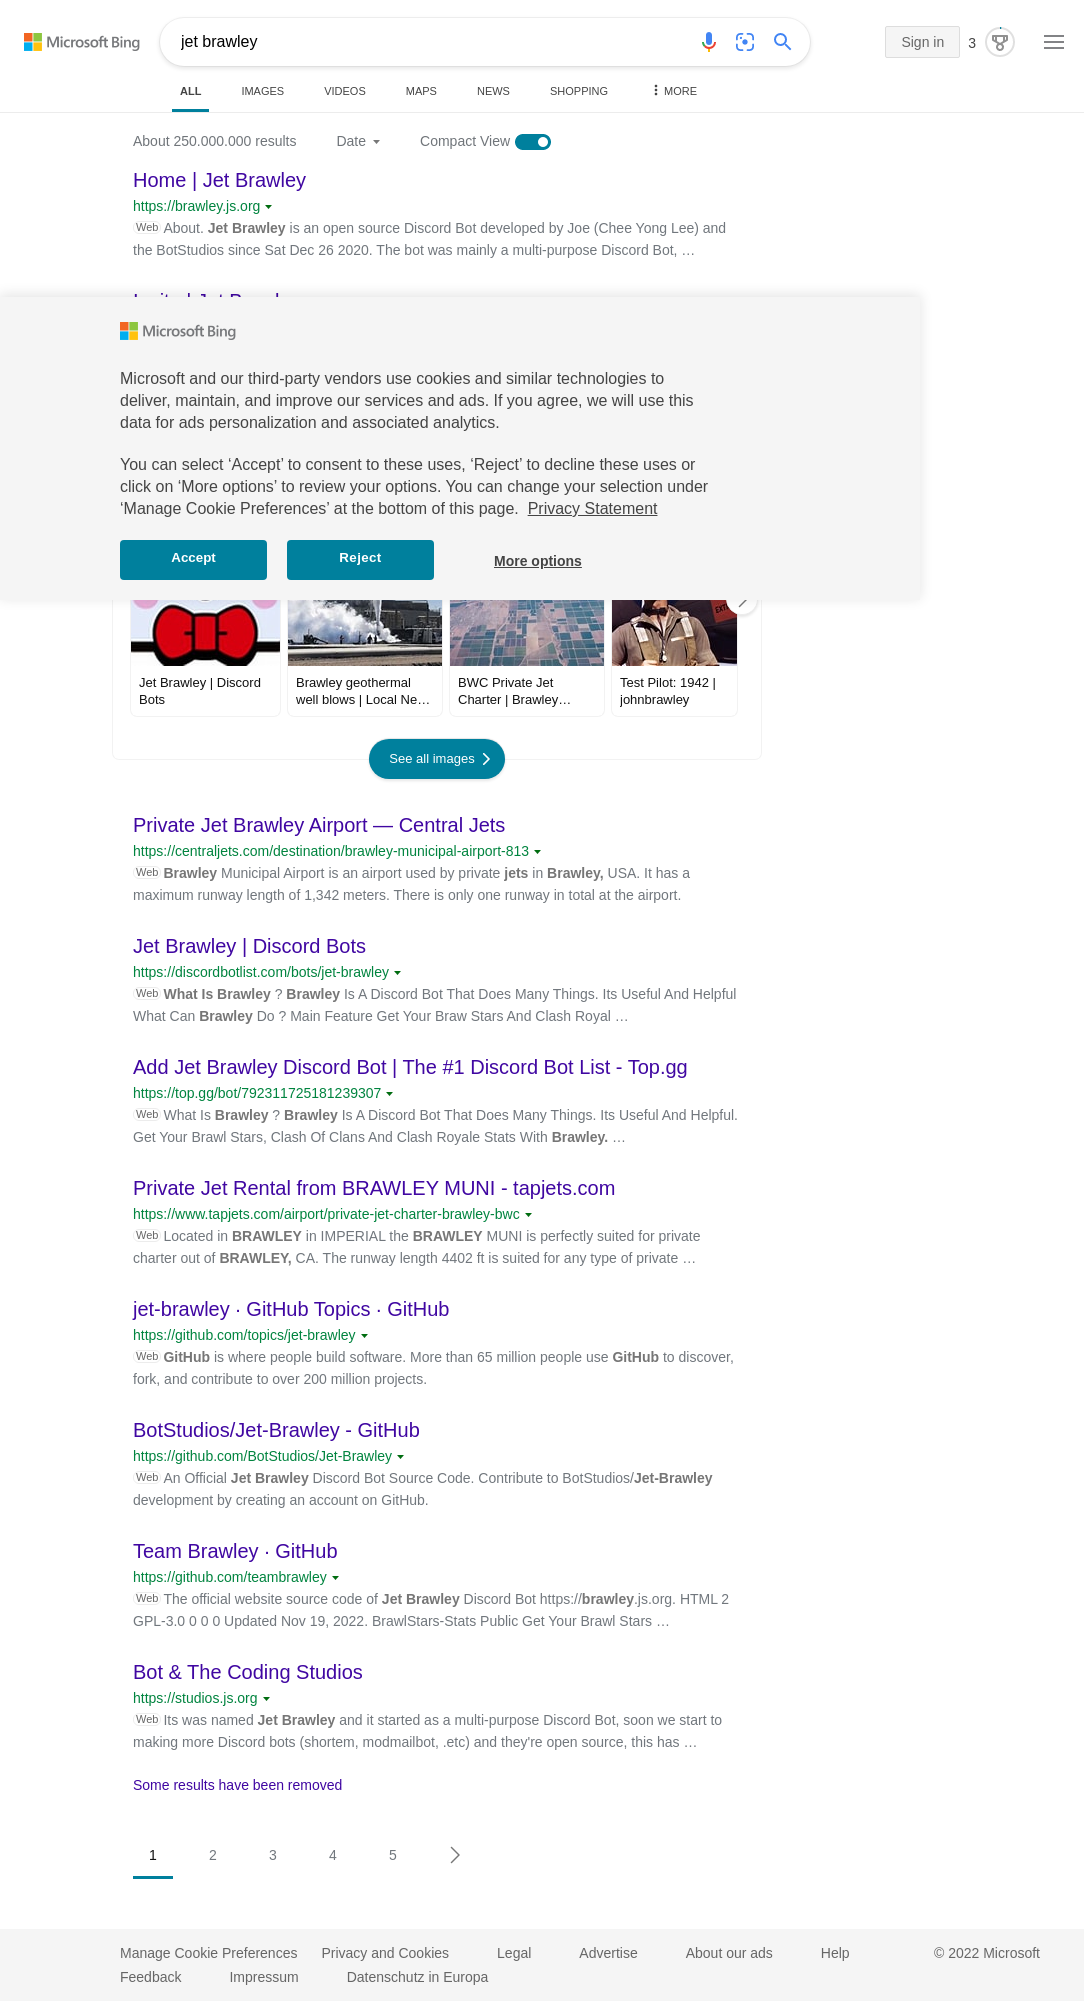 Microsoft Bing
jet brawley
Sign in
3
ALL IMAGES VIDEOS MAPS NEWS SHOPPING MORE
About 250.000.000 results Date Compact View
Home | Jet Brawley
https://brawley.js.org
Web About. Jet Brawley is an open source Discord Bot developed by Joe (Chee Yong Lee) and
the BotStudios since Sat Dec 26 2020. The bot was mainly a multi-purpose Discord Bot, …
Microsoft Bing
Microsoft and our third-party vendors use cookies and similar technologies to
deliver, maintain, and improve our services and ads. If you agree, we will use this
data for ads personalization and associated analytics.
You can select ‘Accept’ to consent to these uses, ‘Reject’ to decline these uses or
click on ‘More options’ to review your options. You can change your selection under
‘Manage Cookie Preferences’ at the bottom of this page. Privacy Statement
Accept Reject More options
Jet Brawley | Discord
Bots
Brawley geothermal
well blows | Local Ne…
BWC Private Jet
Charter | Brawley…
Test Pilot: 1942 |
johnbrawley
See all images
Private Jet Brawley Airport — Central Jets
https://centraljets.com/destination/brawley-municipal-airport-813
Web Brawley Municipal Airport is an airport used by private jets in Brawley, USA. It has a
maximum runway length of 1,342 meters. There is only one runway in total at the airport.
Jet Brawley | Discord Bots
https://discordbotlist.com/bots/jet-brawley
Web What Is Brawley ? Brawley Is A Discord Bot That Does Many Things. Its Useful And Helpful
What Can Brawley Do ? Main Feature Get Your Braw Stars And Clash Royal …
Add Jet Brawley Discord Bot | The #1 Discord Bot List - Top.gg
https://top.gg/bot/792311725181239307
Web What Is Brawley ? Brawley Is A Discord Bot That Does Many Things. Its Useful And Helpful.
Get Your Brawl Stars, Clash Of Clans And Clash Royale Stats With Brawley. …
Private Jet Rental from BRAWLEY MUNI - tapjets.com
https://www.tapjets.com/airport/private-jet-charter-brawley-bwc
Web Located in BRAWLEY in IMPERIAL the BRAWLEY MUNI is perfectly suited for private
charter out of BRAWLEY, CA. The runway length 4402 ft is suited for any type of private …
jet-brawley · GitHub Topics · GitHub
https://github.com/topics/jet-brawley
Web GitHub is where people build software. More than 65 million people use GitHub to discover,
fork, and contribute to over 200 million projects.
BotStudios/Jet-Brawley - GitHub
https://github.com/BotStudios/Jet-Brawley
Web An Official Jet Brawley Discord Bot Source Code. Contribute to BotStudios/Jet-Brawley
development by creating an account on GitHub.
Team Brawley · GitHub
https://github.com/teambrawley
Web The official website source code of Jet Brawley Discord Bot https://brawley.js.org. HTML 2
GPL-3.0 0 0 0 Updated Nov 19, 2022. BrawlStars-Stats Public Get Your Brawl Stars …
Bot & The Coding Studios
https://studios.js.org
Web Its was named Jet Brawley and it started as a multi-purpose Discord Bot, soon we start to
making more Discord bots (shortem, modmailbot, .etc) and they're open source, this has …
Some results have been removed
1 2 3 4 5
Manage Cookie Preferences Privacy and Cookies Legal Advertise About our ads Help © 2022 Microsoft
Feedback Impressum Datenschutz in Europa